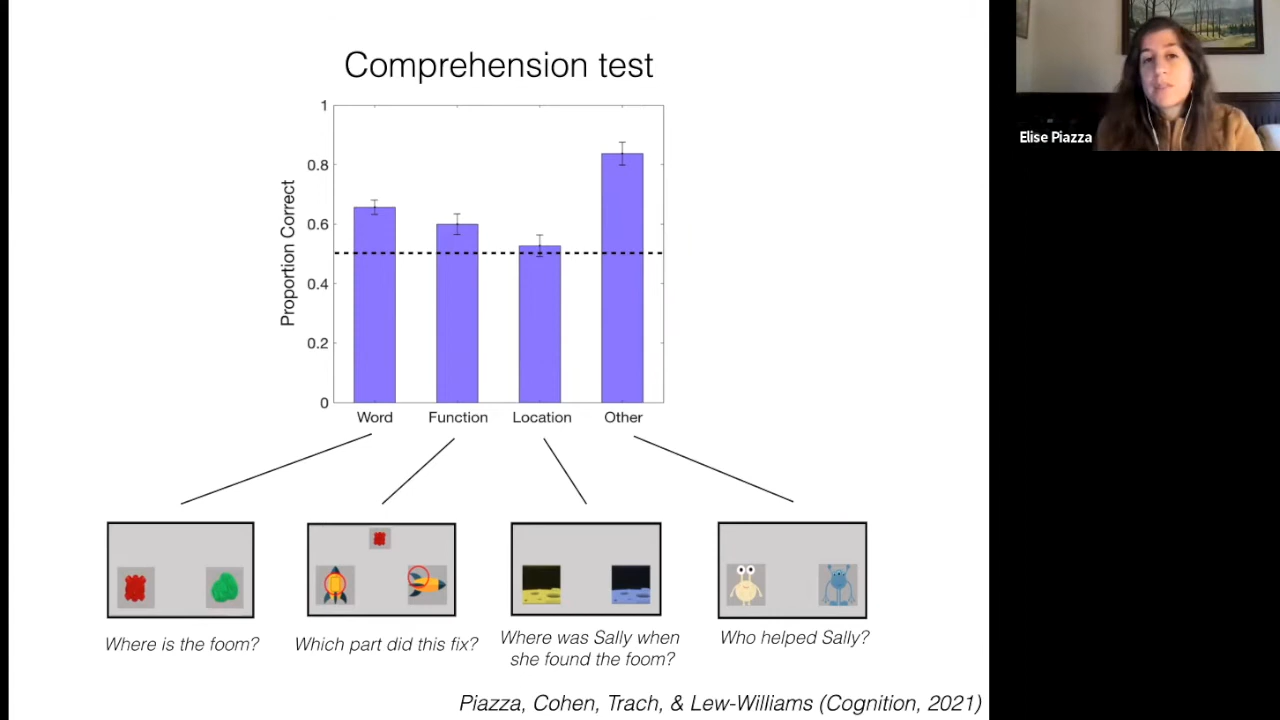 Comprehension test
1
0.8
0.6
0.4
0.2
0
Proportion Correct
Word Function Location Other
Where is the foom?
Which part did this fix?
Where was Sally when
she found the foom?
Who helped Sally?
Piazza, Cohen, Trach, & Lew-Williams (Cognition, 2021)
Elise Piazza